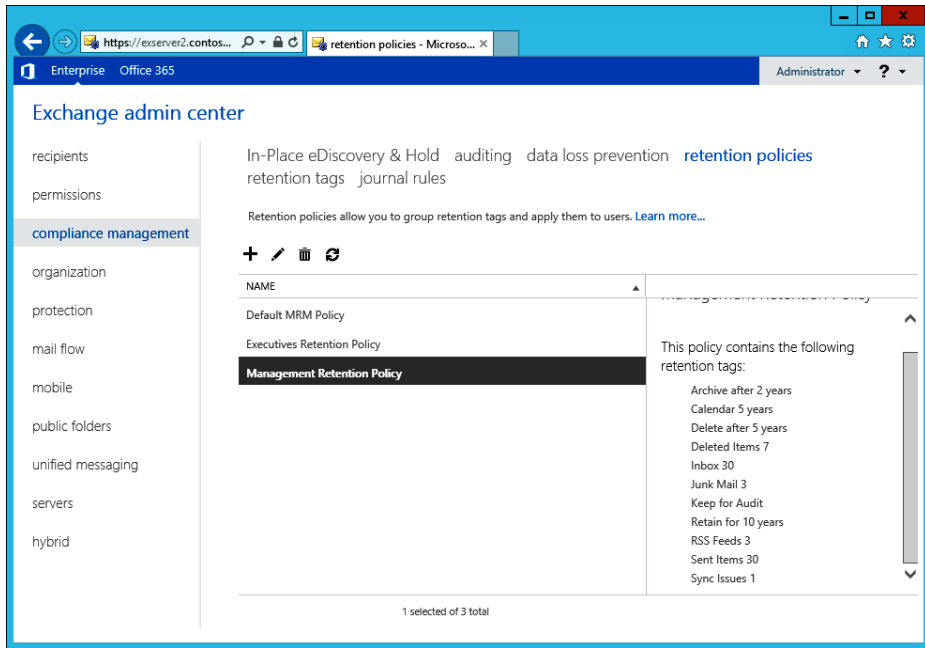 https://exserver2.contos...
retention policies - Microso...
Enterprise Office 365
Administrator ?
Exchange admin center
recipients
permissions
compliance management
organization
protection
mail flow
mobile
public folders
unified messaging
servers
hybrid
In-Place eDiscovery & Hold auditing data loss prevention retention policies
retention tags journal rules
Retention policies allow you to group retention tags and apply them to users. Learn more...
NAME
Default MRM Policy
Executives Retention Policy
Management Retention Policy
1 selected of 3 total
Management Retention Policy
This policy contains the following
retention tags:
Archive after 2 years
Calendar 5 years
Delete after 5 years
Deleted Items 7
Inbox 30
Junk Mail 3
Keep for Audit
Retain for 10 years
RSS Feeds 3
Sent Items 30
Sync Issues 1